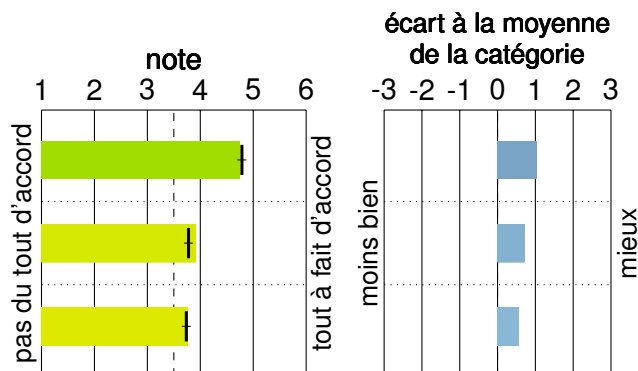 note
1 2 3 4 5 6
pas du tout d'accord
tout à fait d'accord
écart à la moyenne
de la catégorie
-3 -2 -1 0 1 2 3
moins bien
mieux